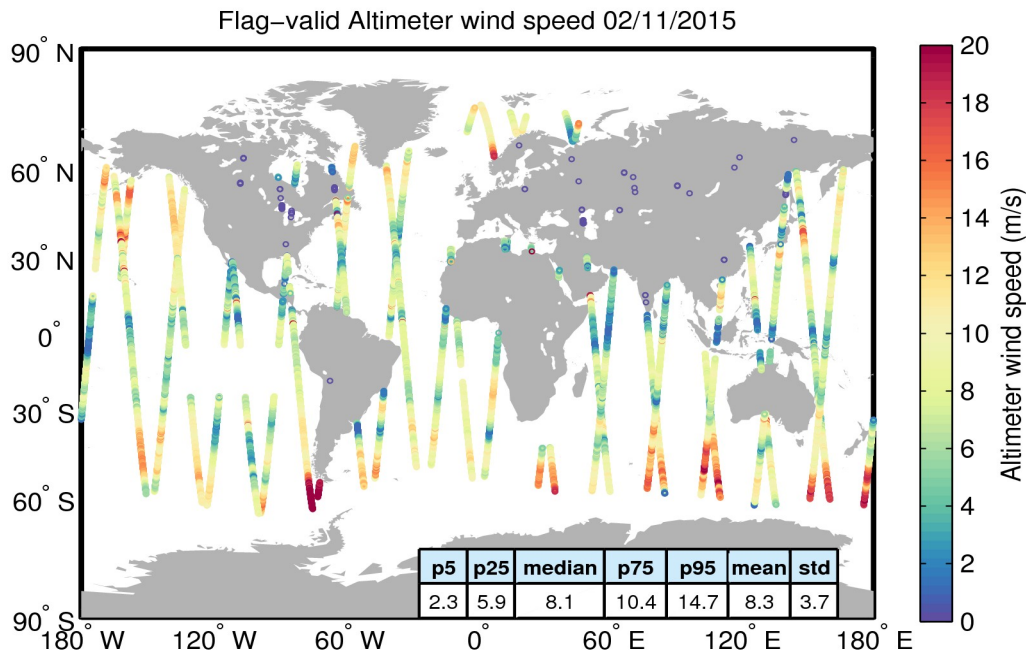 Flag−valid Altimeter wind speed 02/11/2015
90° N
60° N
30° N
0°
30° S
60° S
90° S
180° W
120° W
60° W
0°
60° E
120° E
180° E
p5 p25 median p75 p95 mean std
2.3 5.9 8.1 10.4 14.7 8.3 3.7
20
18
16
14
12
10
8
6
4
2
0
Altimeter wind speed (m/s)